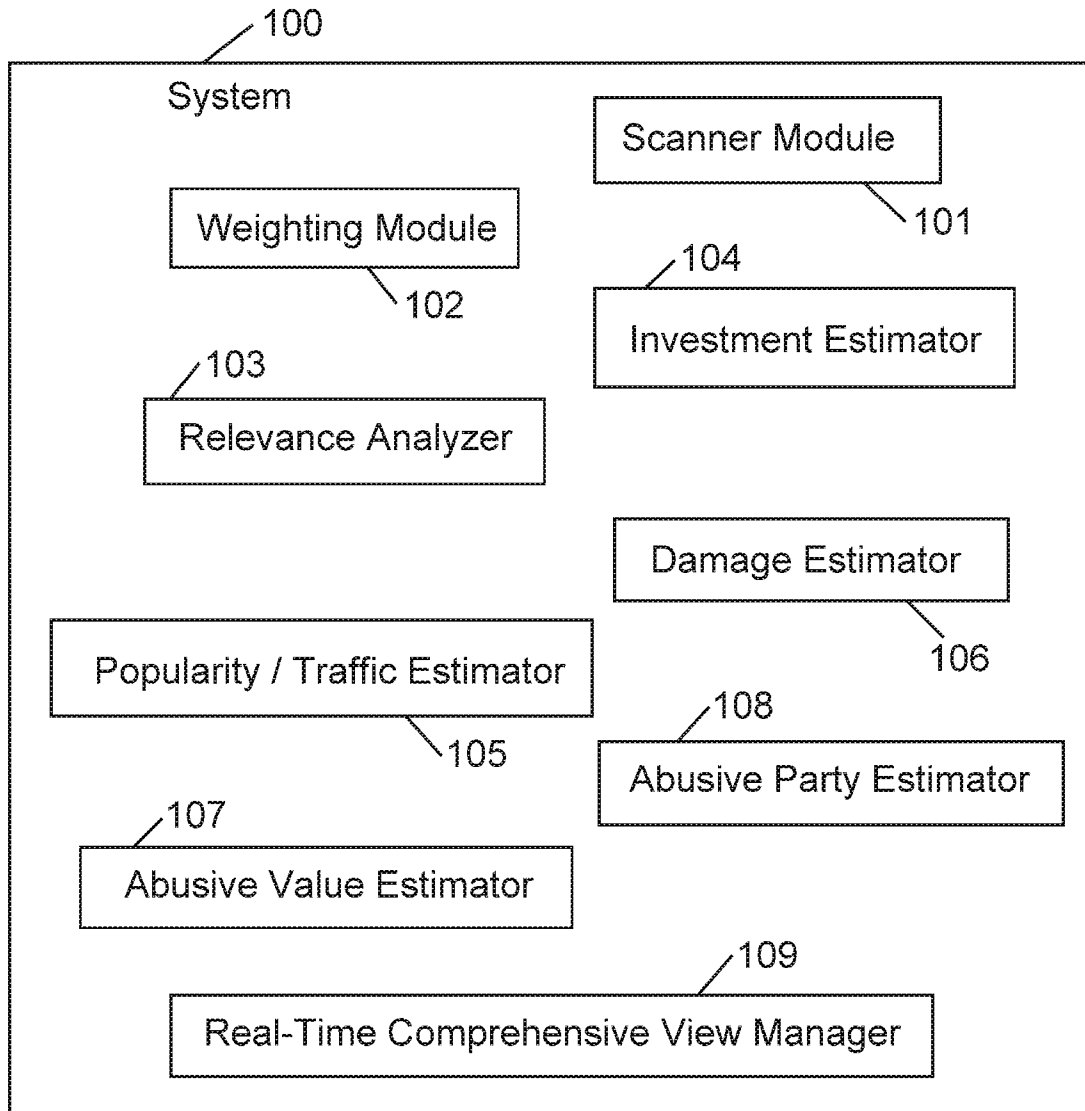 100
System
Scanner Module
101
Weighting Module
102
104
Investment Estimator
103
Relevance Analyzer
Damage Estimator
106
Popularity / Traffic Estimator
105
108
Abusive Party Estimator
107
Abusive Value Estimator
109
Real-Time Comprehensive View Manager